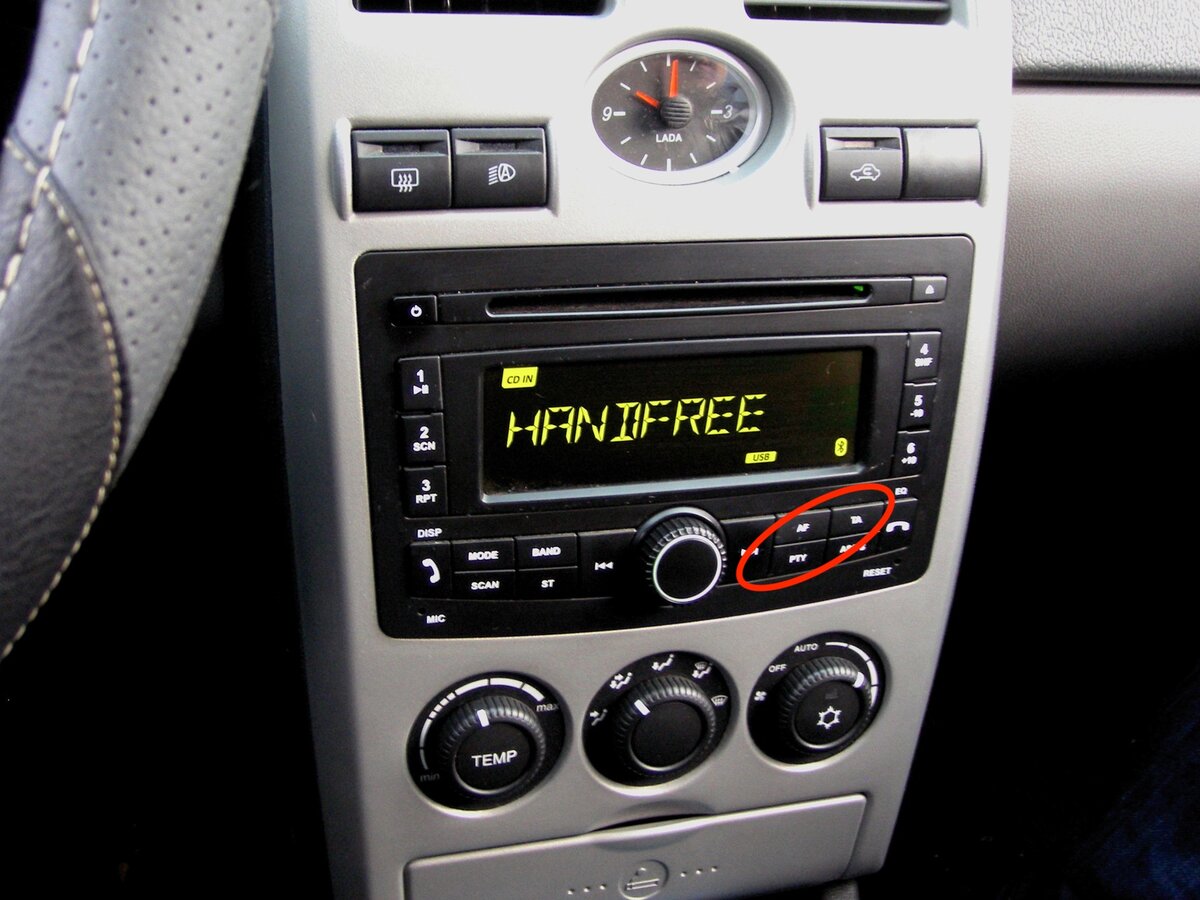 9
3
LADA
A
1
2
SCN
3
RPT
CD IN
HANDFREE
USB
4
5
-10
6
+10
DISP
EQ
MODE
BAND
AF
TA
SCAN
ST
PTY
RESET
MIC
AUTO
OFF
max
TEMP
min